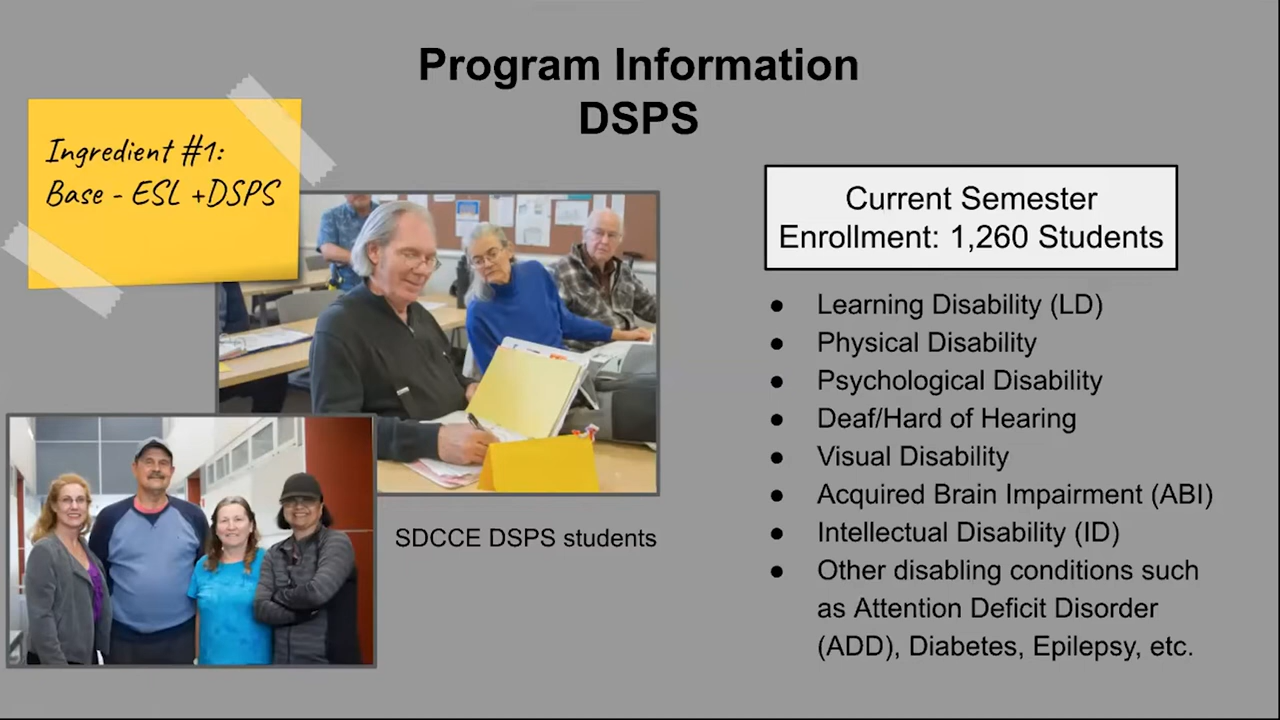 Program Information
DSPS
Ingredient #1:
Base - ESL +DSPS
SDCCE DSPS students
Current Semester
Enrollment: 1,260 Students
● Learning Disability (LD)
● Physical Disability
● Psychological Disability
● Deaf/Hard of Hearing
● Visual Disability
● Acquired Brain Impairment (ABI)
● Intellectual Disability (ID)
● Other disabling conditions such
as Attention Deficit Disorder
(ADD), Diabetes, Epilepsy, etc.